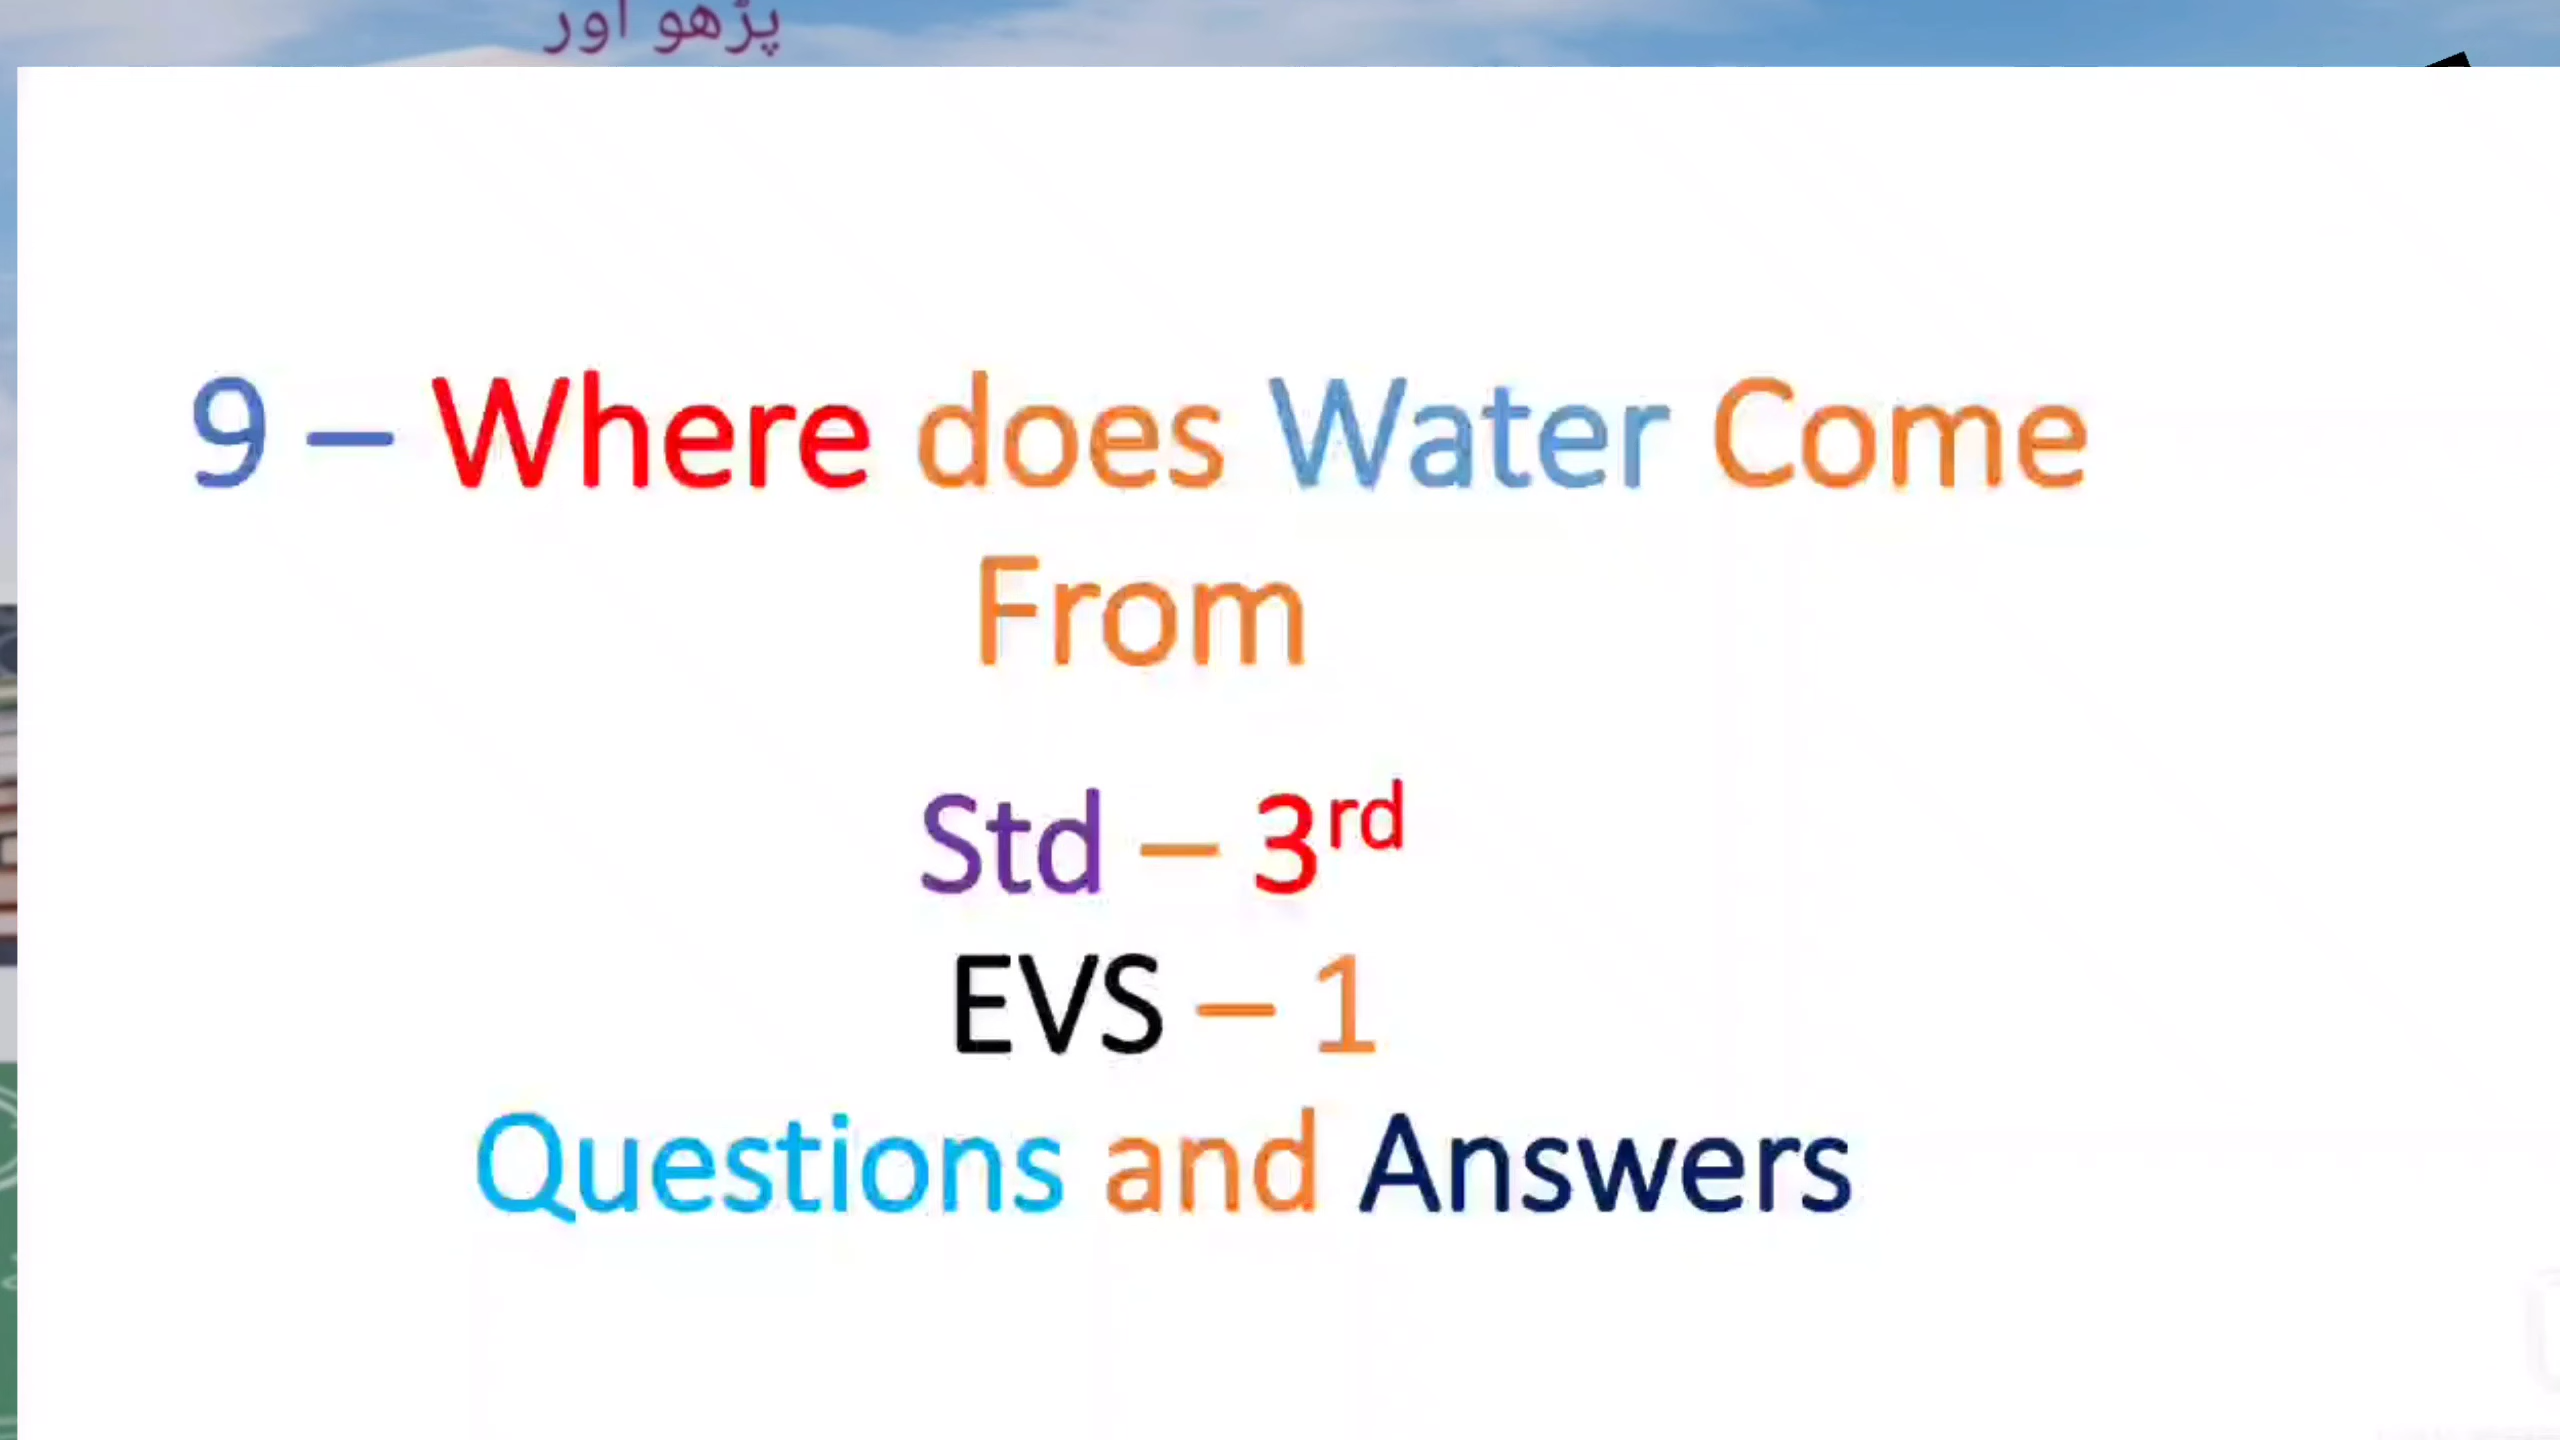 پڑھو اور
9 – Where does Water Come
From
Std – 3rd
EVS – 1
Questions and Answers